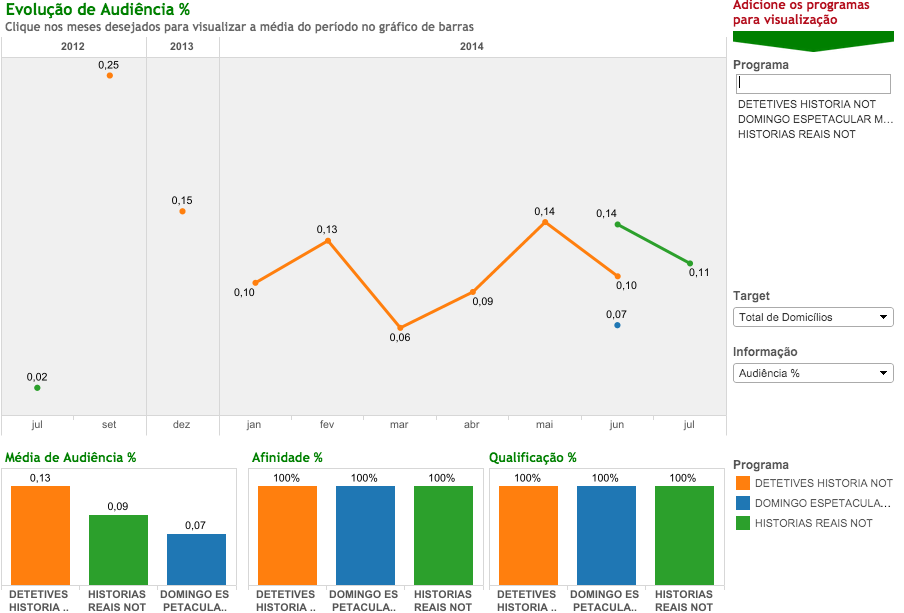 Evolução de Audiência %
Clique nos meses desejados para visualizar a média do período no gráfico de barras
2012
2013
2014
0,25
0,02
0,15
0,10
0,13
0,06
0,09
0,14
0,14
0,10
0,07
0,11
jul
set
dez
jan
fev
mar
abr
mai
jun
jul
Adicione os programas
para visualização
Programa
DETETIVES HISTORIA NOT
DOMINGO ESPETACULAR M...
HISTORIAS REAIS NOT
Target
Total de Domicílios
Informação
Audiência %
Média de Audiência %
0,13
0,09
0,07
DETETIVES
HISTORIA ..
HISTORIAS
REAIS NOT
DOMINGO ES
PETACULA..
Afinidade %
100%
100%
100%
DETETIVES
HISTORIA ..
DOMINGO ES
PETACULA..
HISTORIAS
REAIS NOT
Qualificação %
100%
100%
100%
DETETIVES
HISTORIA ..
DOMINGO ES
PETACULA..
HISTORIAS
REAIS NOT
Programa
DETETIVES HISTORIA NOT
DOMINGO ESPETACULA...
HISTORIAS REAIS NOT